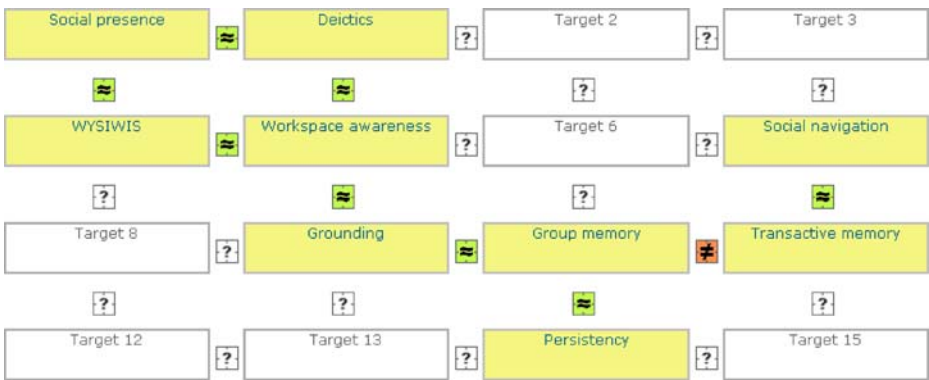 Social presence ≈ Deictics ? Target 2 ? Target 3
≈ ≈ ? ?
WYSIWIS ≈ Workspace awareness ? Target 6 ? Social navigation
? ≈ ? ≈
Target 8 ? Grounding ≈ Group memory ≠ Transactive memory
? ? ≈ ?
Target 12 ? Target 13 ? Persistency ? Target 15